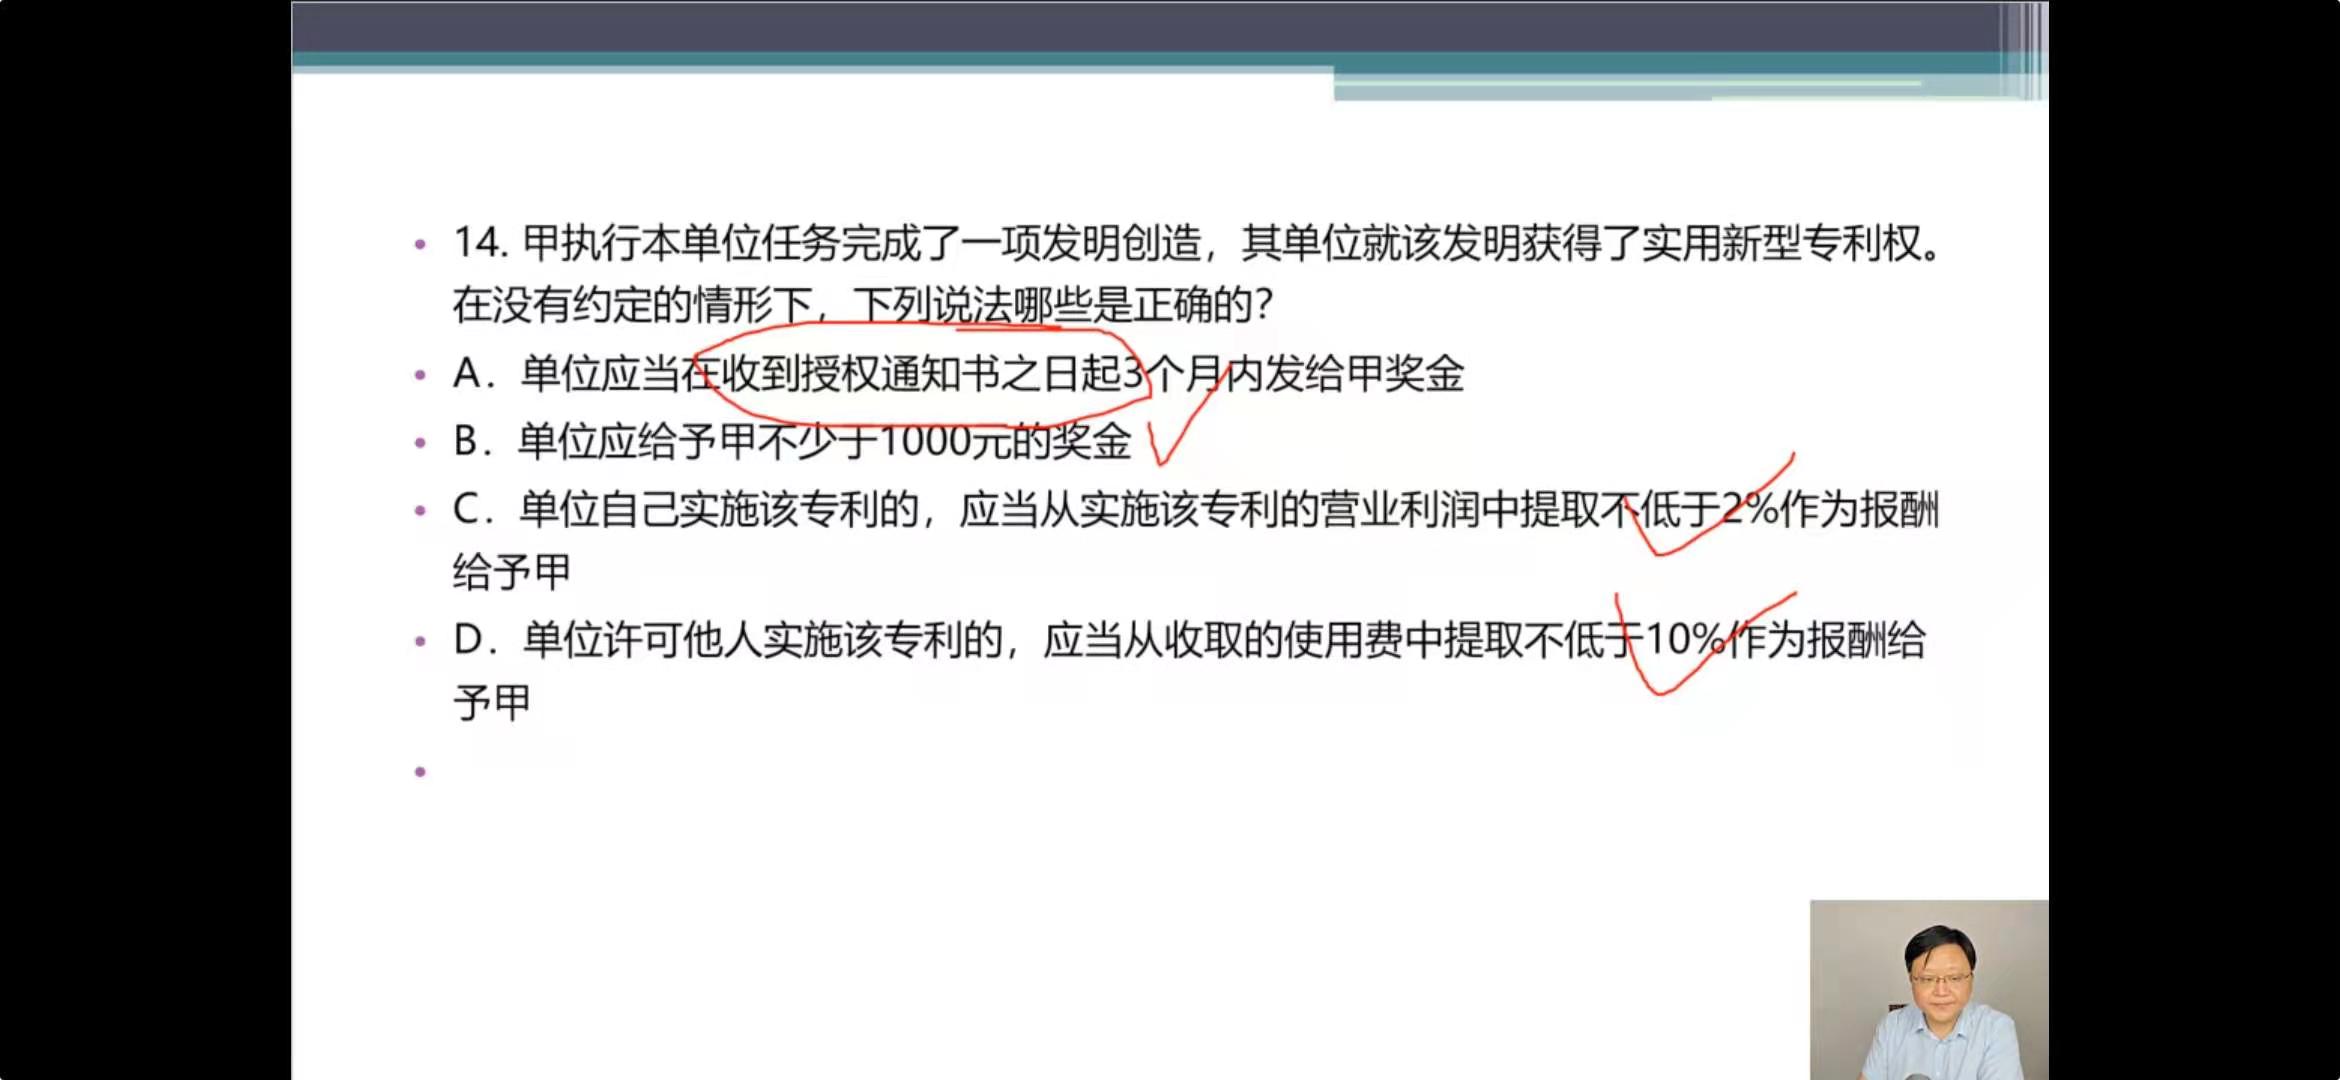 14. 甲执行本单位任务完成了一项发明创造，其单位就该发明获得了实用新型专利权。
在没有约定的情形下，下列说法哪些是正确的？
A．单位应当在收到授权通知书之日起3个月内发给甲奖金
B．单位应给予甲不少于1000元的奖金
C．单位自己实施该专利的，应当从实施该专利的营业利润中提取不低于2%作为报酬
给予甲
D．单位许可他人实施该专利的，应当从收取的使用费中提取不低于10%作为报酬给
予甲